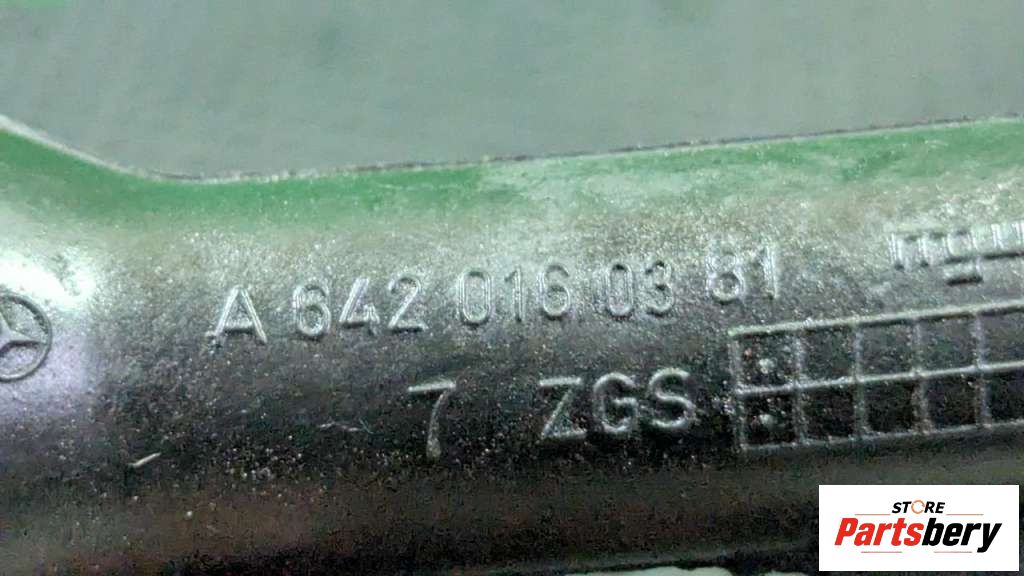 A 642 016 03 81
7 ZGS
STORE
Partsbery